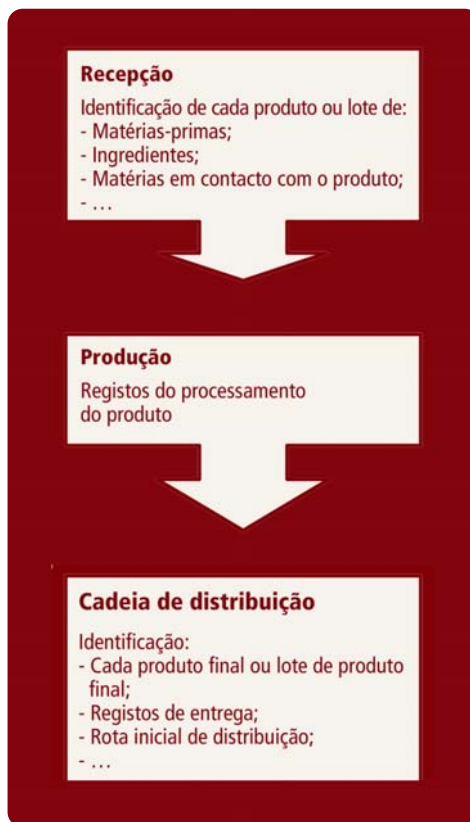 Recepção
Identificação de cada produto ou lote de:
- Matérias-primas;
- Ingredientes;
- Matérias em contacto com o produto;
- ...
Produção
Registos do processamento
do produto
Cadeia de distribuição
Identificação:
- Cada produto final ou lote de produto
final;
- Registos de entrega;
- Rota inicial de distribuição;
- ...